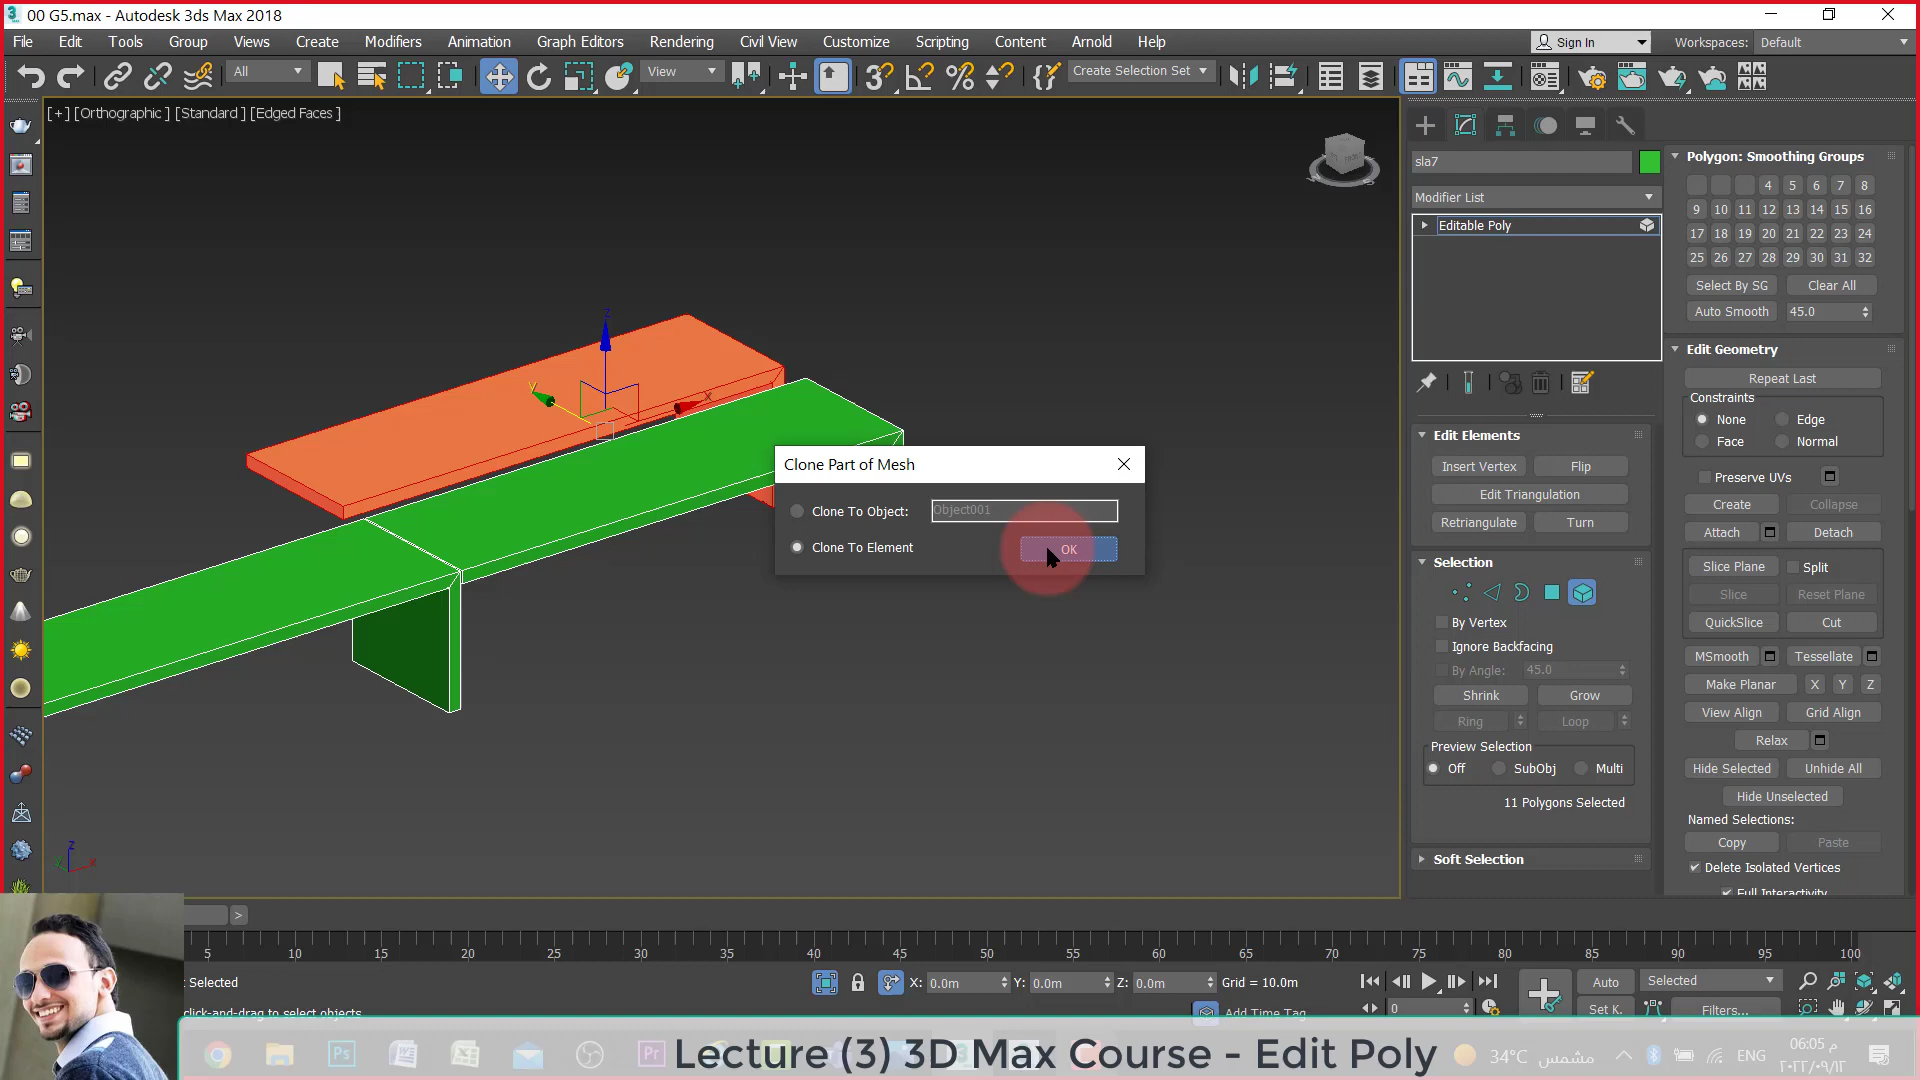 00 G5.max - Autodesk 3ds Max 2018
File Edit Tools Group Views Create Modifiers Animation Graph Editors Rendering Civil View Customize Scripting Content Arnold Help
Sign In Workspaces: Default
All View Create Selection Set
[+] [Orthographic ] [Standard ] [Edged Faces ]
sla7
Modifier List
Editable Poly
Edit Elements
Insert Vertex Flip
Edit Triangulation
Retriangulate Turn
Selection
By Vertex
Ignore Backfacing
By Angle: 45.0
Shrink Grow
Ring Loop
Preview Selection
Off SubObj Multi
11 Polygons Selected
Soft Selection
Polygon: Smoothing Groups
4 5 6 7 8
9 10 11 12 13 14 15 16
17 18 19 20 21 22 23 24
25 26 27 28 29 30 31 32
Select By SG Clear All
Auto Smooth 45.0
Edit Geometry
Repeat Last
Constraints
None Edge
Face Normal
Preserve UVs
Create Collapse
Attach Detach
Slice Plane Split
Slice Reset Plane
QuickSlice Cut
MSmooth Tessellate
Make Planar X Y Z
View Align Grid Align
Relax
Hide Selected Unhide All
Hide Unselected
Named Selections:
Copy Paste
Delete Isolated Vertices
Full Interactivity
z
y
x
Clone Part of Mesh
Clone To Object: Object001
Clone To Element OK
z
y x
>
5 10 15 20 25 30 35 40 45 50 55 60 65 70 75 80 85 90 95 100
Selected X: 0.0m Y: 0.0m Z: 0.0m Grid = 10.0m Auto Selected
click-and-drag to select objects Add Time Tag 0 Set K. Filters...
Lecture (3) 3D Max Course - Edit Poly
34°C مشمس ENG
06:05 م
٢٠٢٢/٠٩/١٢